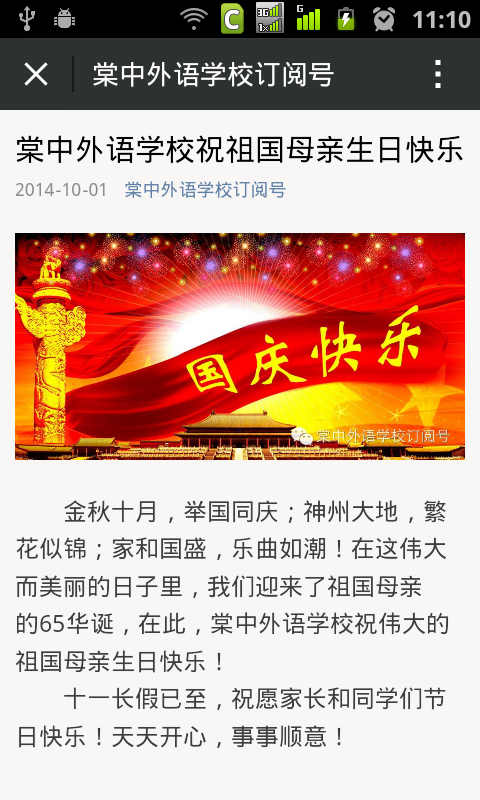 11:10
棠中外语学校订阅号
棠中外语学校祝祖国母亲生日快乐
2014-10-01 棠中外语学校订阅号
国庆快乐
棠中外语学校订阅号
金秋十月，举国同庆；神州大地，繁
花似锦；家和国盛，乐曲如潮！在这伟大
而美丽的日子里，我们迎来了祖国母亲
的65华诞，在此，棠中外语学校祝伟大的
祖国母亲生日快乐！
十一长假已至，祝愿家长和同学们节
日快乐！天天开心，事事顺意！